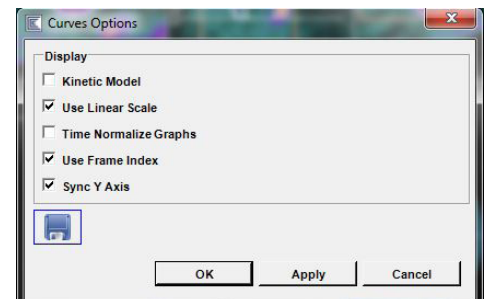 Curves Options
Display
Kinetic Model
Use Linear Scale
Time Normalize Graphs
Use Frame Index
Sync Y Axis
OK Apply Cancel